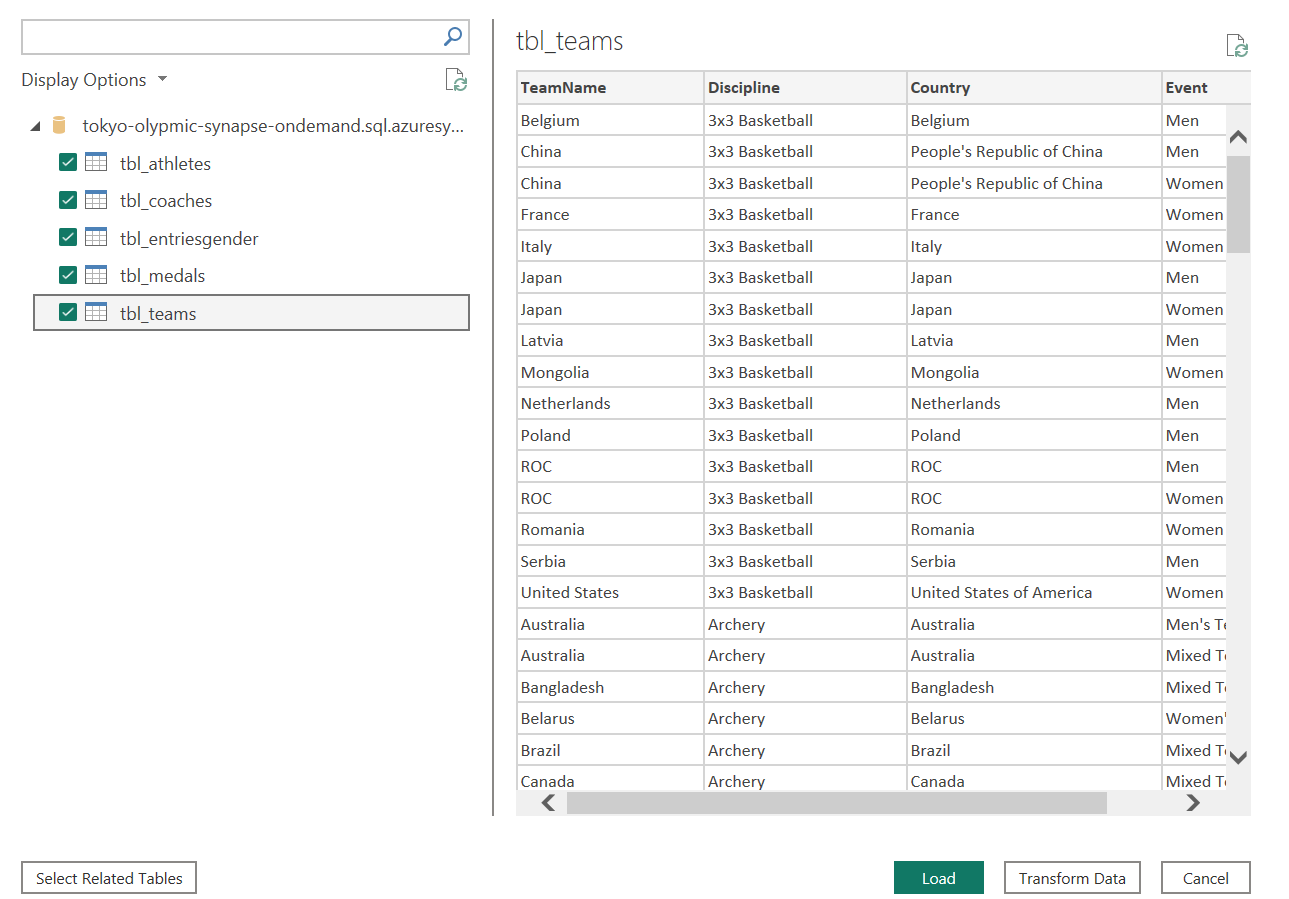 Display Options
tokyo-olypmic-synapse-ondemand.sql.azuresy...
tbl_athletes
tbl_coaches
tbl_entriesgender
tbl_medals
tbl_teams
tbl_teams
TeamName Discipline Country Event
Belgium 3x3 Basketball Belgium Men
China 3x3 Basketball People's Republic of China Men
China 3x3 Basketball People's Republic of China Women
France 3x3 Basketball France Women
Italy 3x3 Basketball Italy Women
Japan 3x3 Basketball Japan Men
Japan 3x3 Basketball Japan Women
Latvia 3x3 Basketball Latvia Men
Mongolia 3x3 Basketball Mongolia Women
Netherlands 3x3 Basketball Netherlands Men
Poland 3x3 Basketball Poland Men
ROC 3x3 Basketball ROC Men
ROC 3x3 Basketball ROC Women
Romania 3x3 Basketball Romania Women
Serbia 3x3 Basketball Serbia Men
United States 3x3 Basketball United States of America Women
Australia Archery Australia Men's Te
Australia Archery Australia Mixed Te
Bangladesh Archery Bangladesh Mixed Te
Belarus Archery Belarus Women'
Brazil Archery Brazil Mixed Te
Canada Archery Canada Mixed Te
Select Related Tables Load Transform Data Cancel